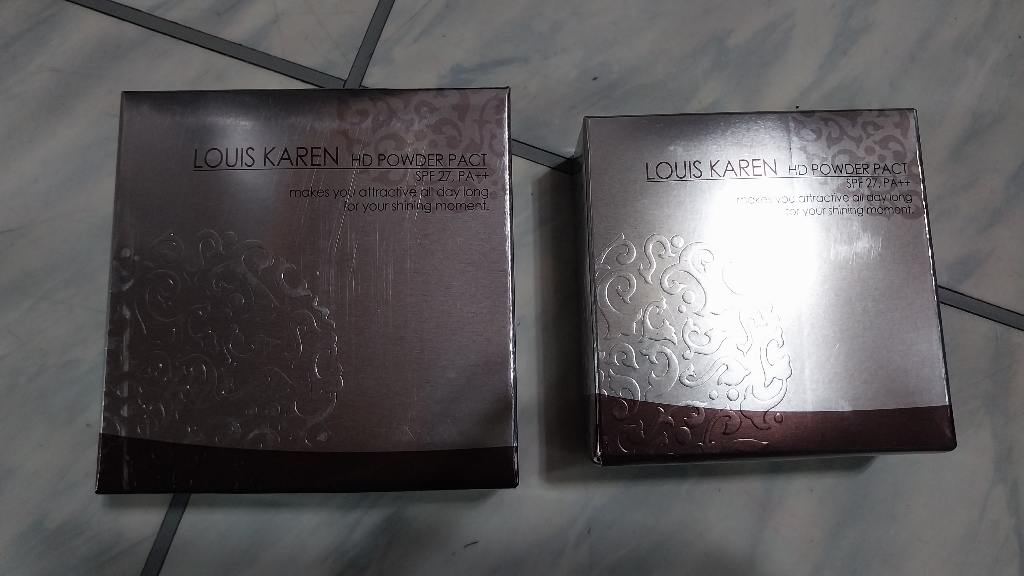 LOUIS KAREN HD POWDER PACT
SPF 27, PA++
makes you attractive all day long
for your shining moment.
LOUIS KAREN HD POWDER PACT
SPF 27, PA++
makes you attractive all day long
for your shining moment.